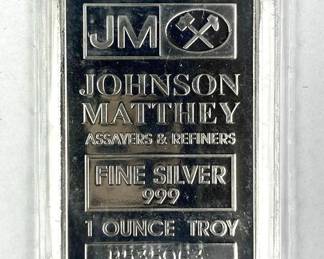 JM
JOHNSON
MATTHEY
ASSAYERS & REFINERS
FINE SILVER
999
1 OUNCE TROY